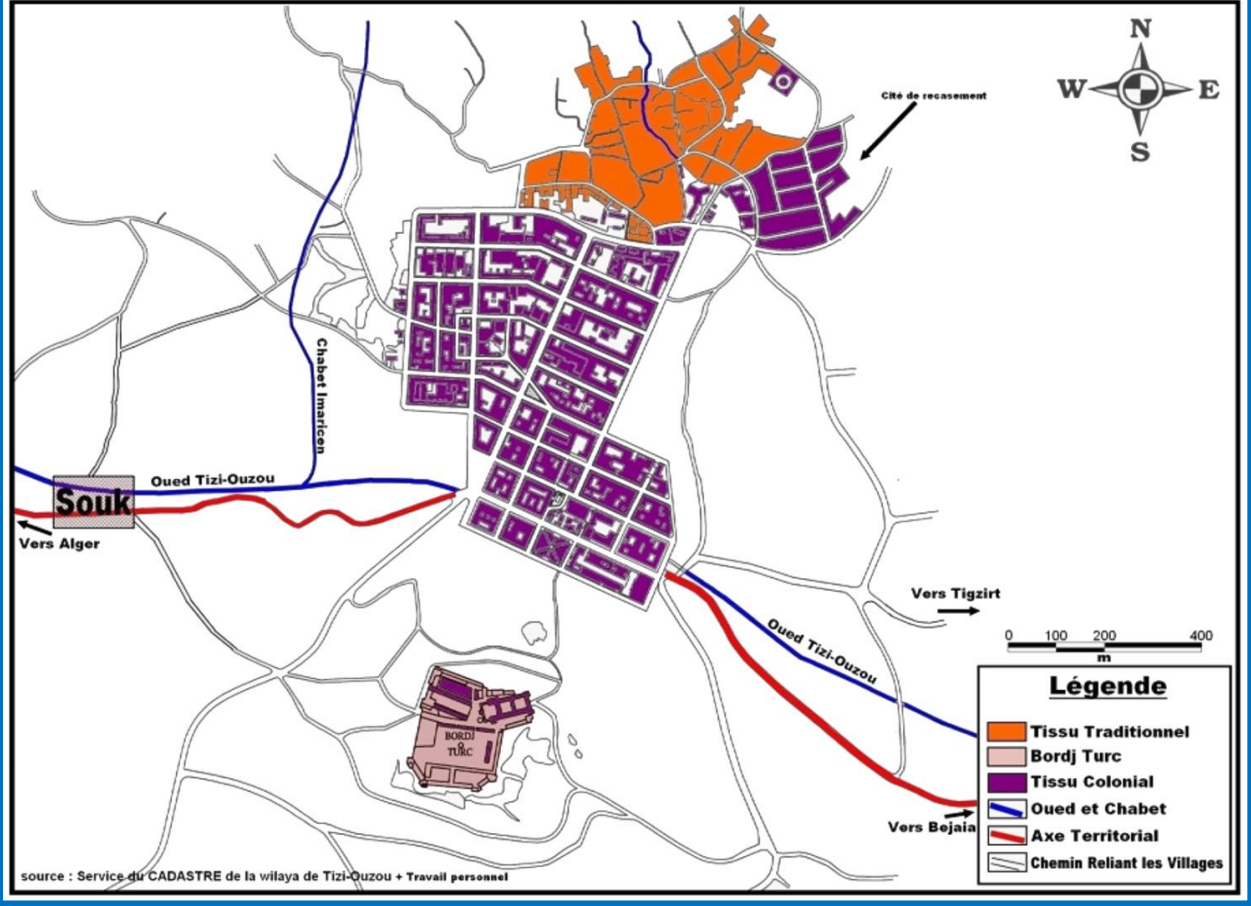 N
W E
S
Cité de recasement
Chabet Imaricen
Oued Tizi-Ouzou
Souk
Vers Alger
Vers Tigzirt
Oued Tizi-Ouzou
0 100 200 400
m
BORDJ
TURC
Vers Bejaia
Légende
Tissu Traditionnel
Bordj Turc
Tissu Colonial
Oued et Chabet
Axe Territorial
Chemin Reliant les Villages
source : Service du CADASTRE de la wilaya de Tizi-Ouzou + Travail personnel